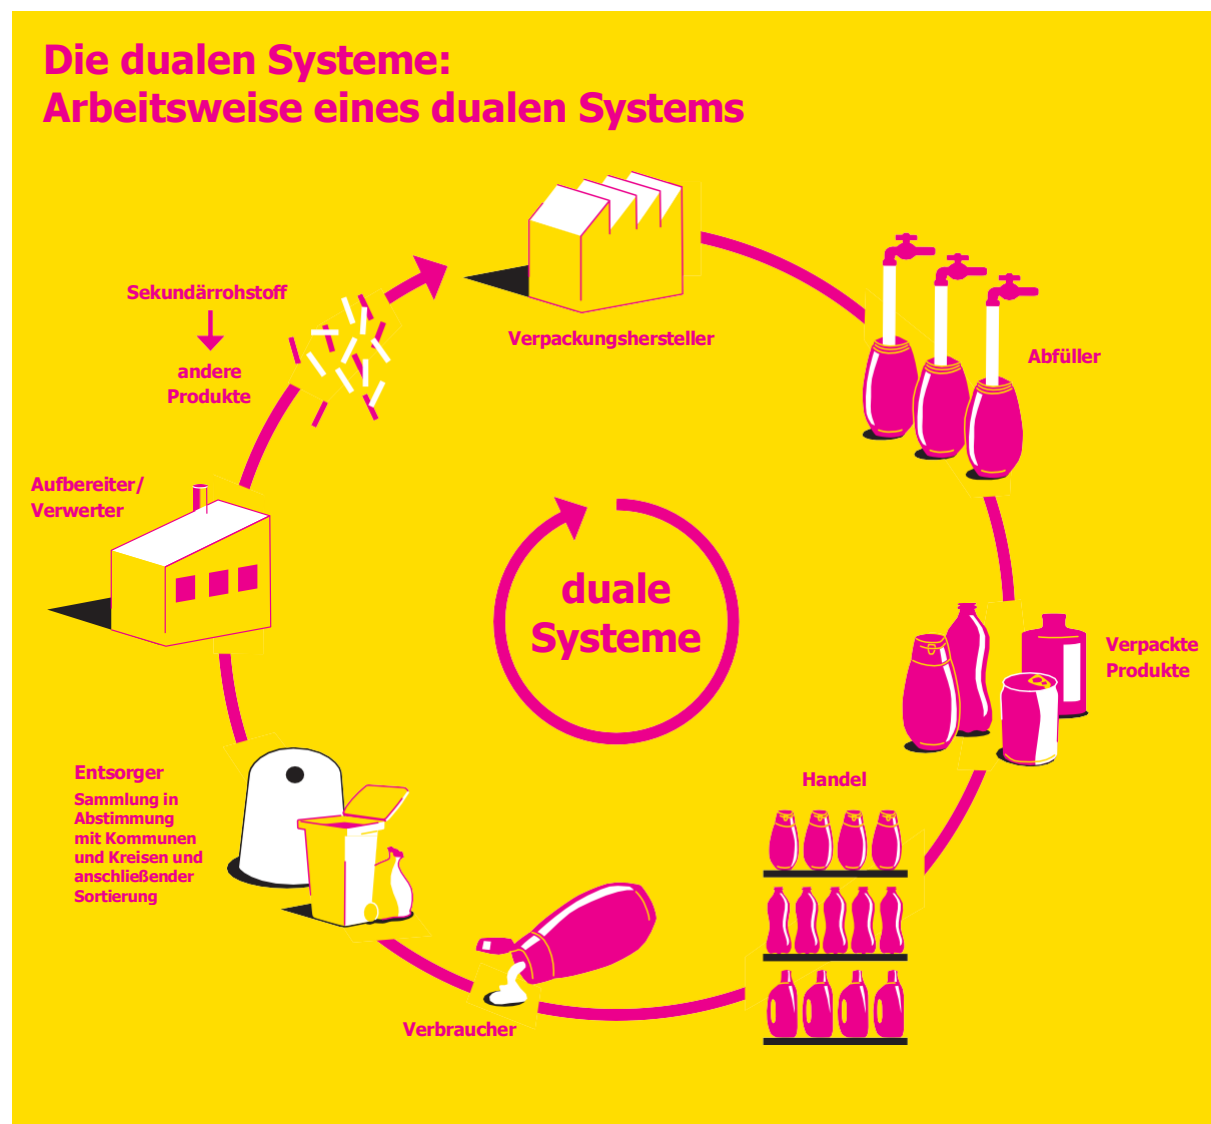 Die dualen Systeme:
Arbeitsweise eines dualen Systems
Sekundärrohstoff
andere
Produkte
Verpackungshersteller
Abfüller
Aufbereiter/
Verwerter
duale
Systeme
Verpackte
Produkte
Entsorger
Sammlung in
Abstimmung
mit Kommunen
und Kreisen und
anschließender
Sortierung
Handel
Verbraucher